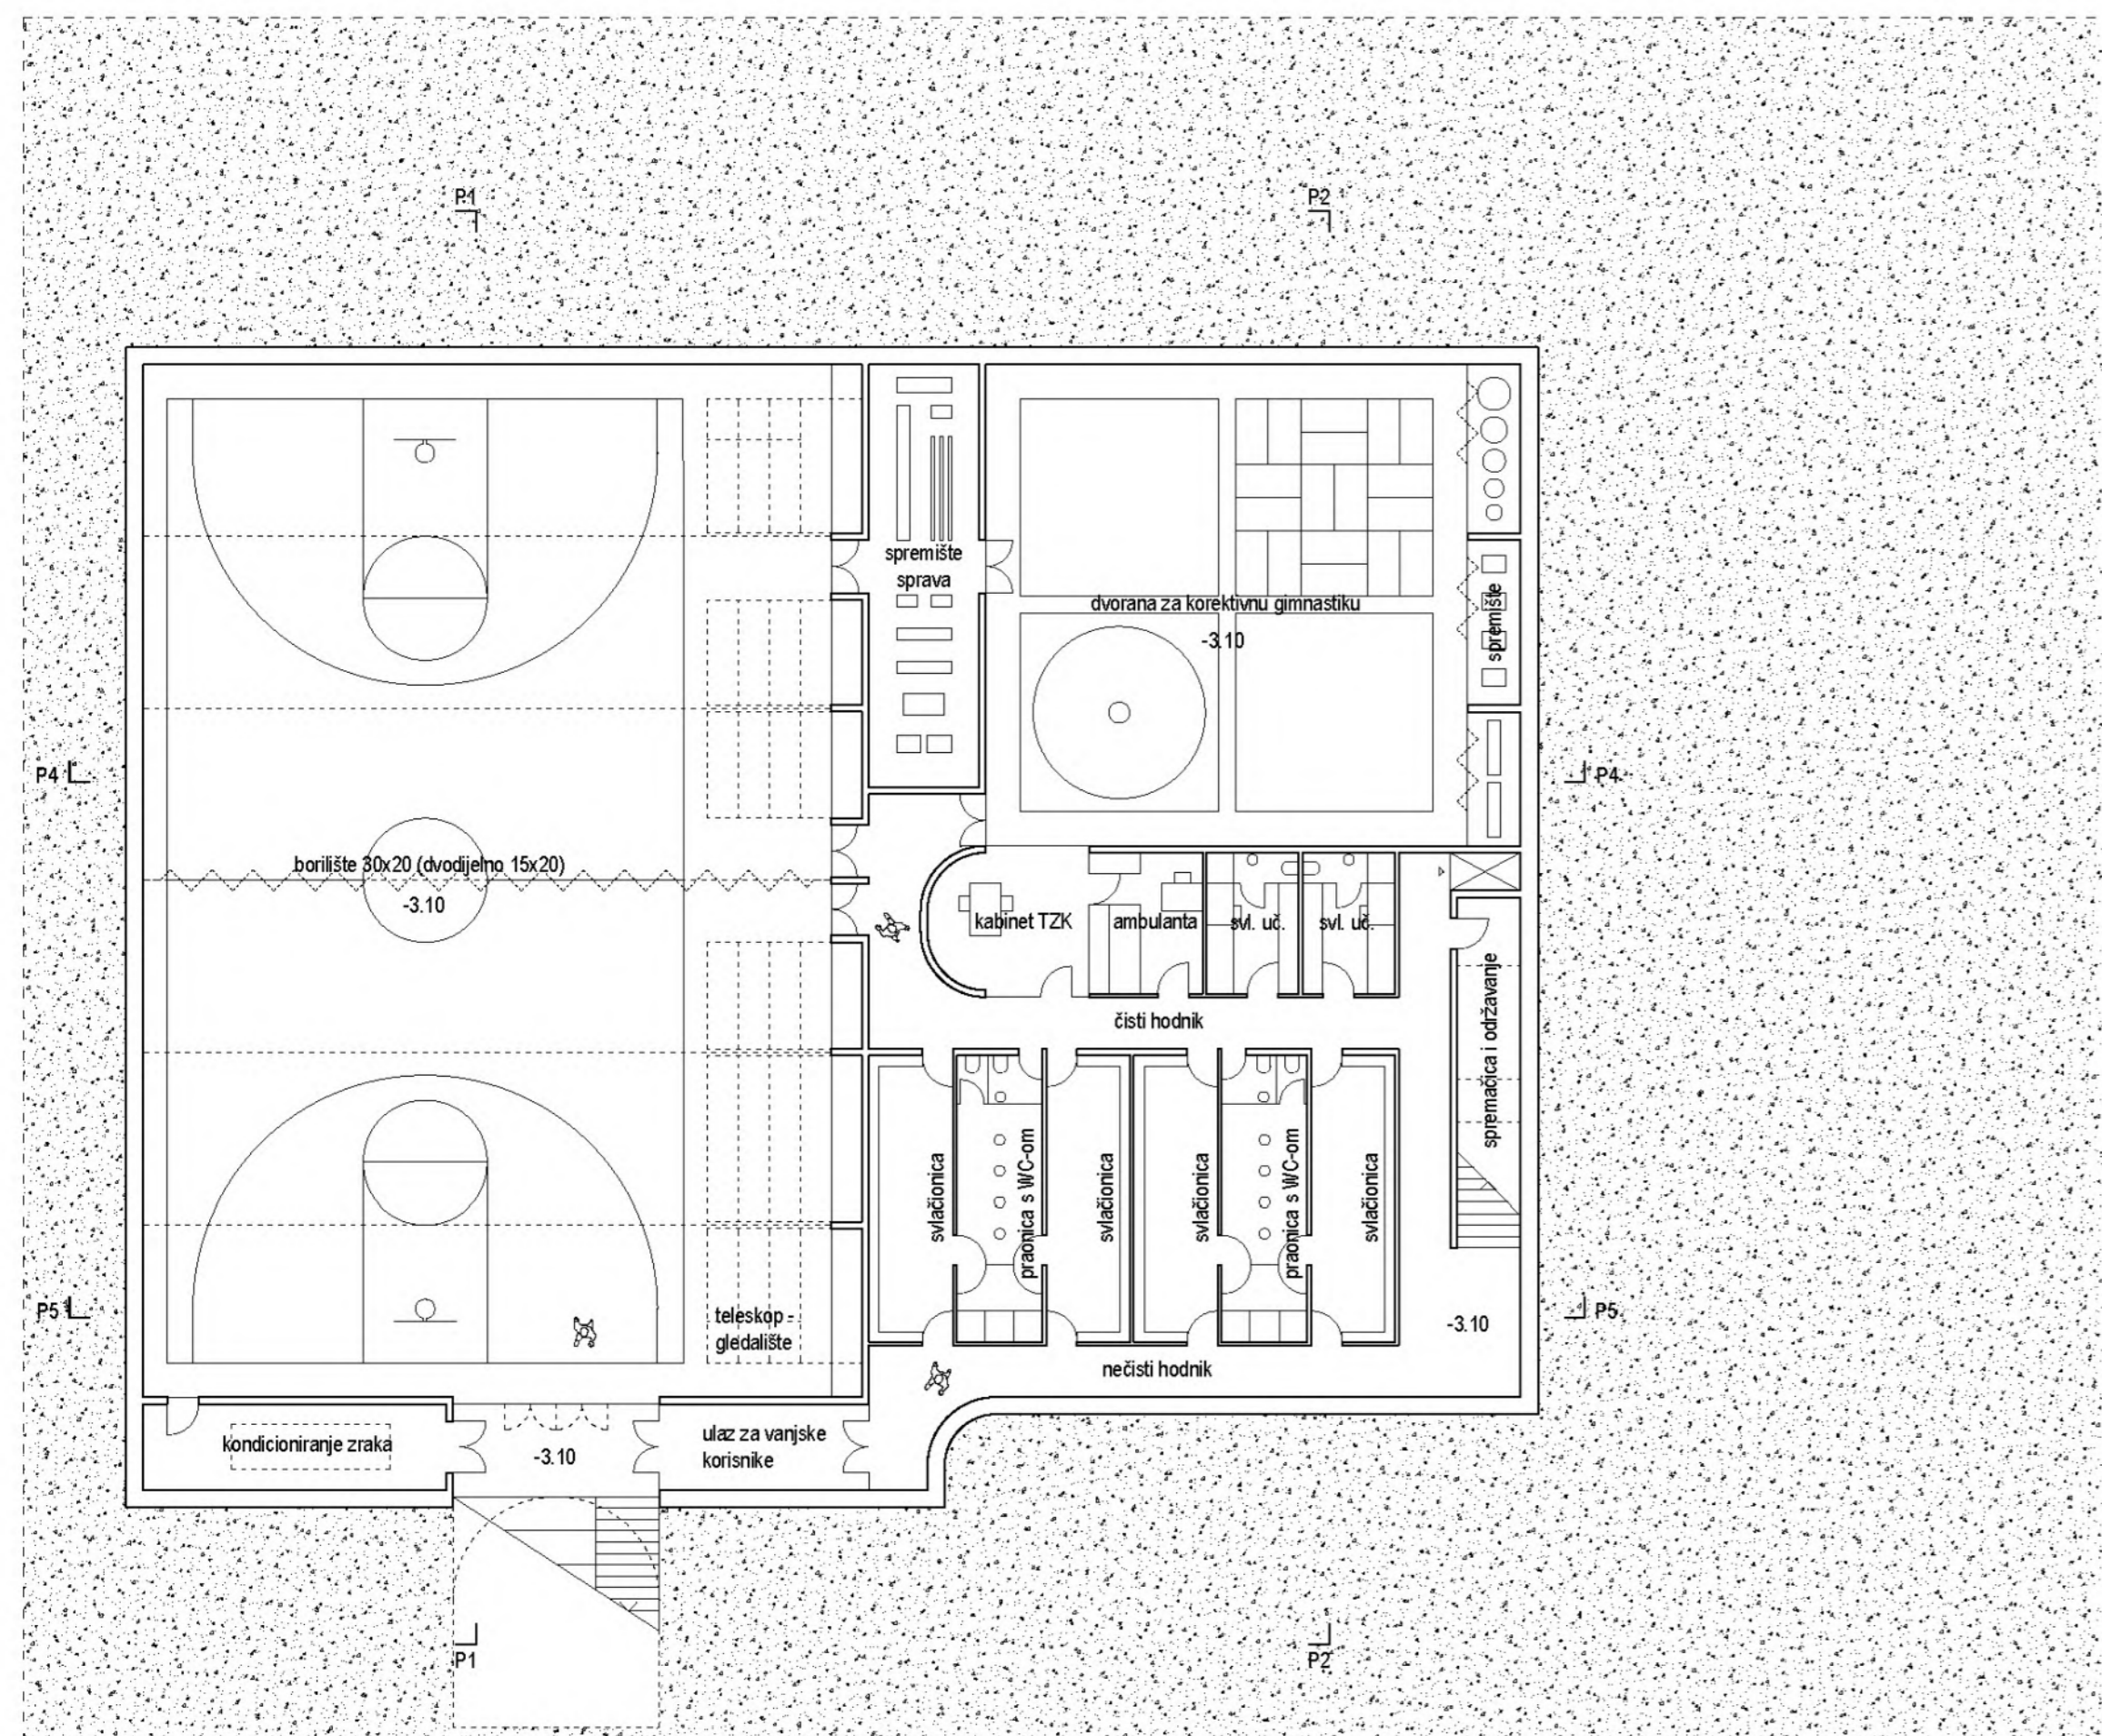 P1
P2
spremište
sprava
dvorana za korektivnu gimnastiku
-3.10
spremište
P4
P4
borilište 30x20 (dvodijelno 15x20)
-3.10
kabinet TZK
ambulanta
svl. uč.
svl. uč.
čisti hodnik
spremačica i održavanje
svlačionica
praonica s WC-om
svlačionica
svlačionica
praonica s WC-om
svlačionica
P5
P5
teleskop -
gledalište
-3.10
nečisti hodnik
kondicioniranje zraka
-3.10
ulaz za vanjske
korisnike
P1
P2